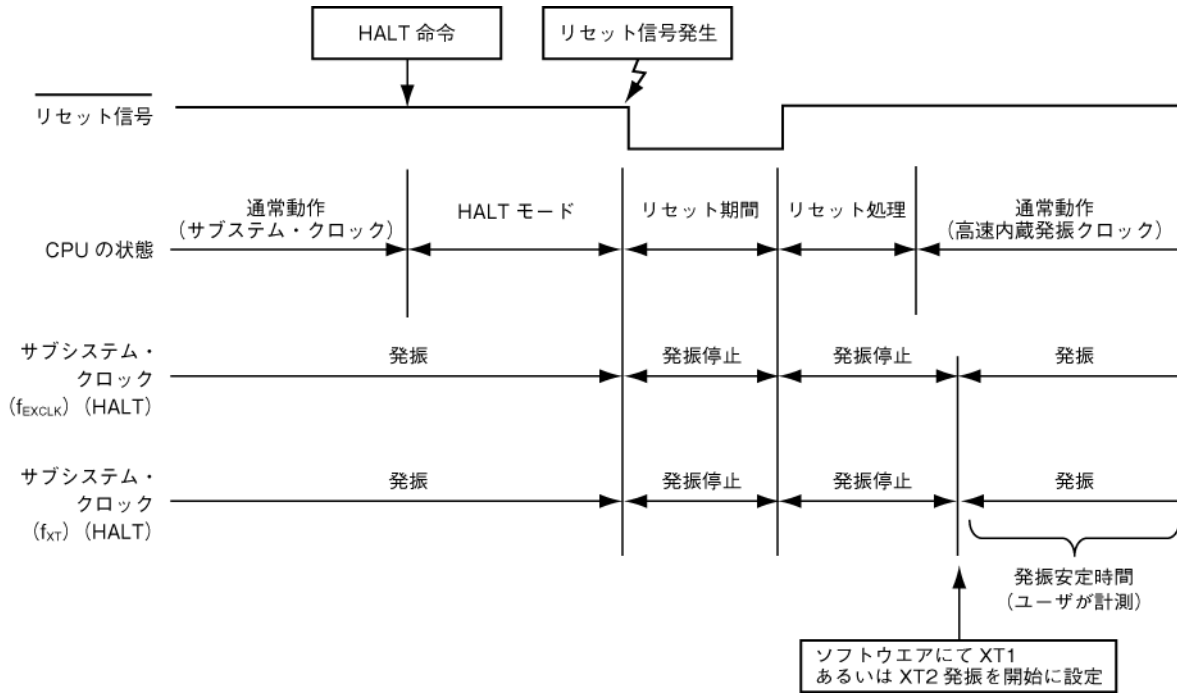 HALT 命令
リセット信号発生
リセット信号
通常動作
(サブステム・クロック)
HALT モード
リセット期間
リセット処理
通常動作
(高速内蔵発振クロック)
CPU の状態
サブシステム・
クロック
(fEXCLK) (HALT)
発振
発振停止
発振停止
発振
サブシステム・
クロック
(fXT) (HALT)
発振
発振停止
発振停止
発振
発振安定時間
(ユーザが計測)
ソフトウエアにて XT1
あるいは XT2 発振を開始に設定